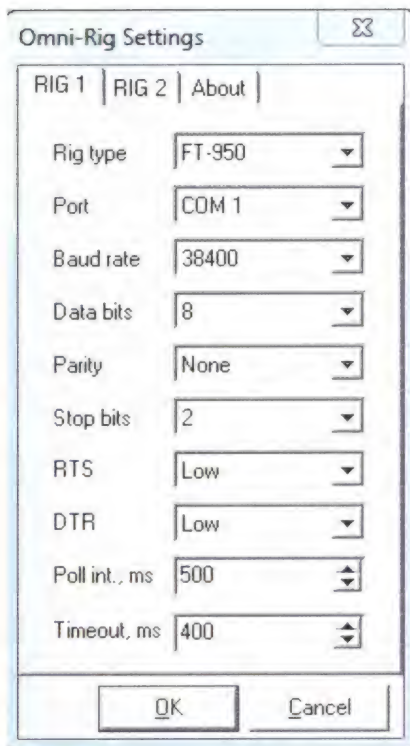 Omni-Rig Settings
RIG 1 RIG 2 About
Rig type FT-950
Port COM 1
Baud rate 38400
Data bits 8
Parity None
Stop bits 2
RTS Low
DTR Low
Poll int., ms 500
Timeout, ms 400
OK Cancel